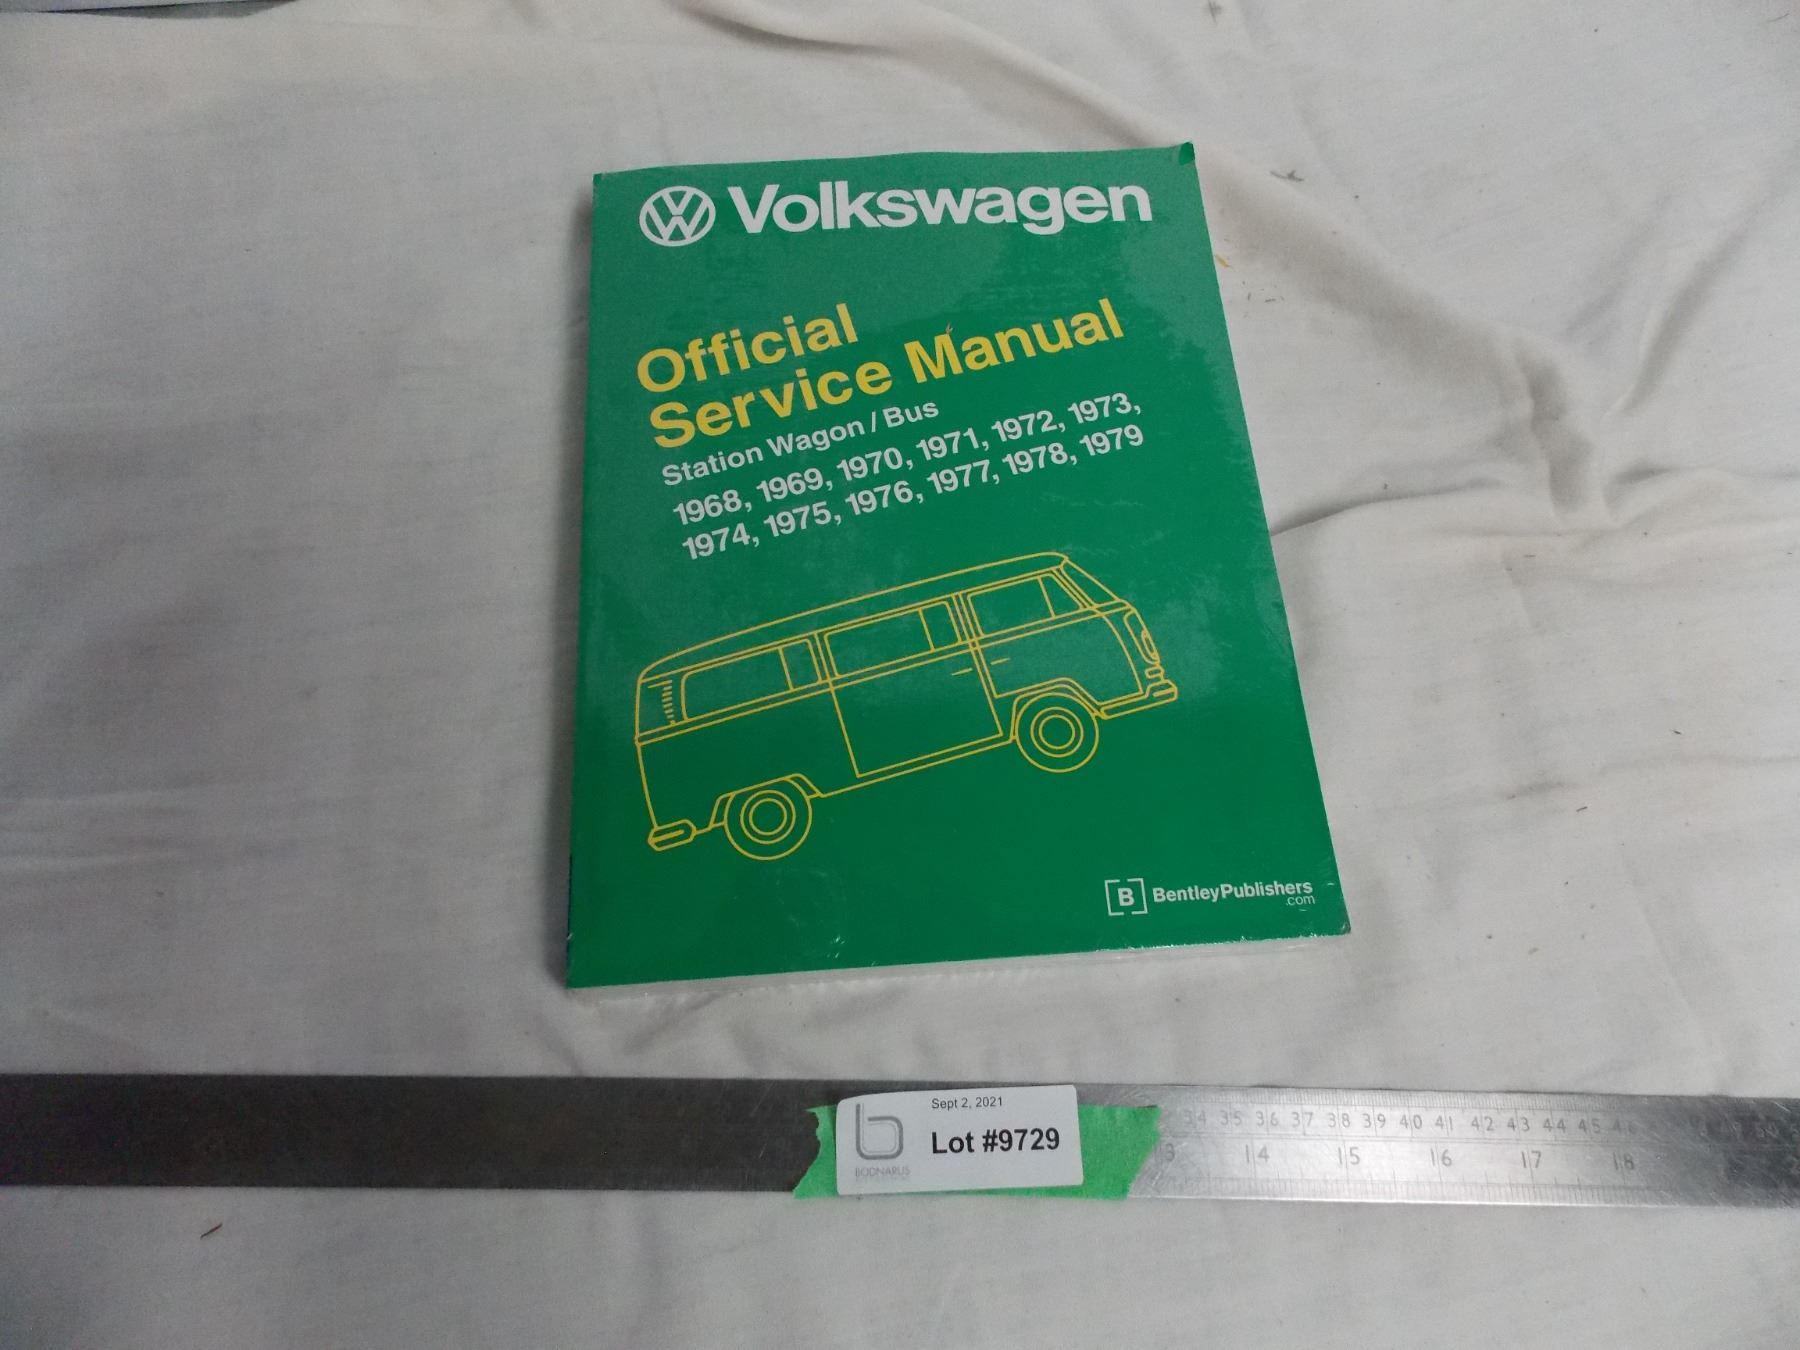 VW Volkswagen
Official
Service Manual
Station Wagon / Bus
1968, 1969, 1970, 1971, 1972, 1973,
1974, 1975, 1976, 1977, 1978, 1979
B BentleyPublishers
.com
Sept 2, 2021
Lot #9729
BODNARUS
34 35 36 37 38 39 40 41 42 43 44 45 46
13 14 15 16 17 18